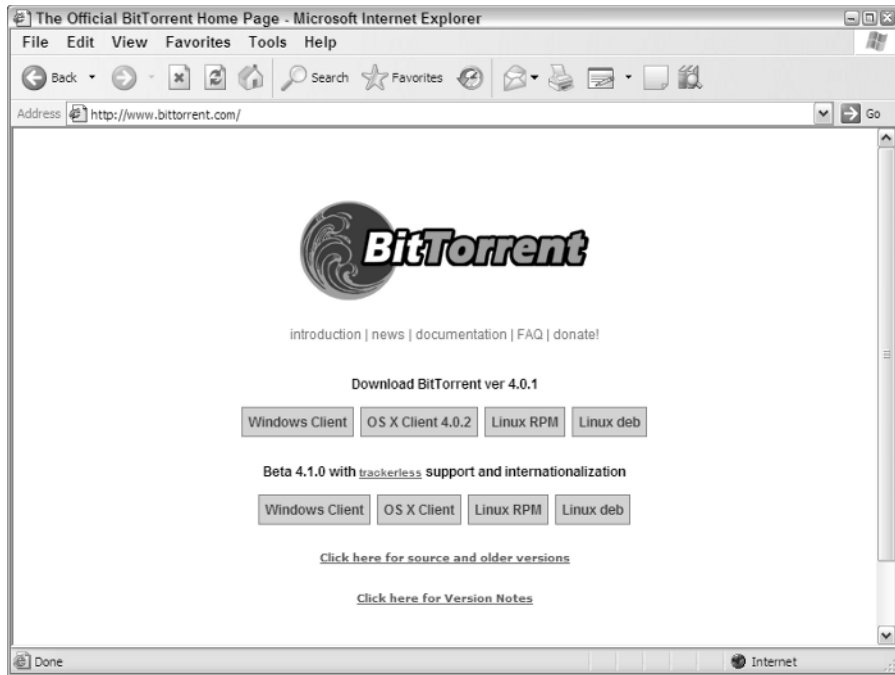 The Official BitTorrent Home Page - Microsoft Internet Explorer
File Edit View Favorites Tools Help
Back Search Favorites
Address http://www.bittorrent.com/ Go
BitTorrent
introduction | news | documentation | FAQ | donate!
Download BitTorrent ver 4.0.1
Windows Client OS X Client 4.0.2 Linux RPM Linux deb
Beta 4.1.0 with trackerless support and internationalization
Windows Client OS X Client Linux RPM Linux deb
Click here for source and older versions
Click here for Version Notes
Done Internet